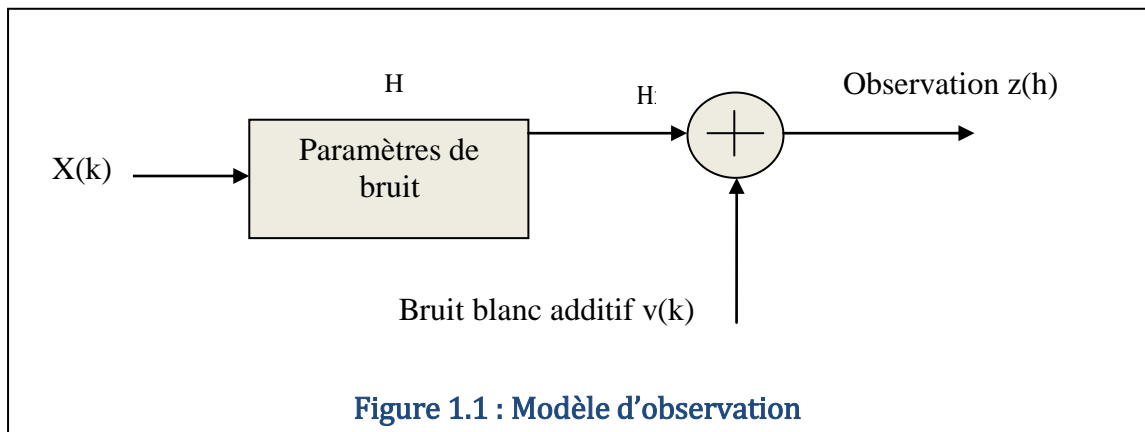 H
H
Observation z(h)
X(k)
Paramètres de
bruit
Bruit blanc additif v(k)
Figure 1.1 : Modèle d’observation